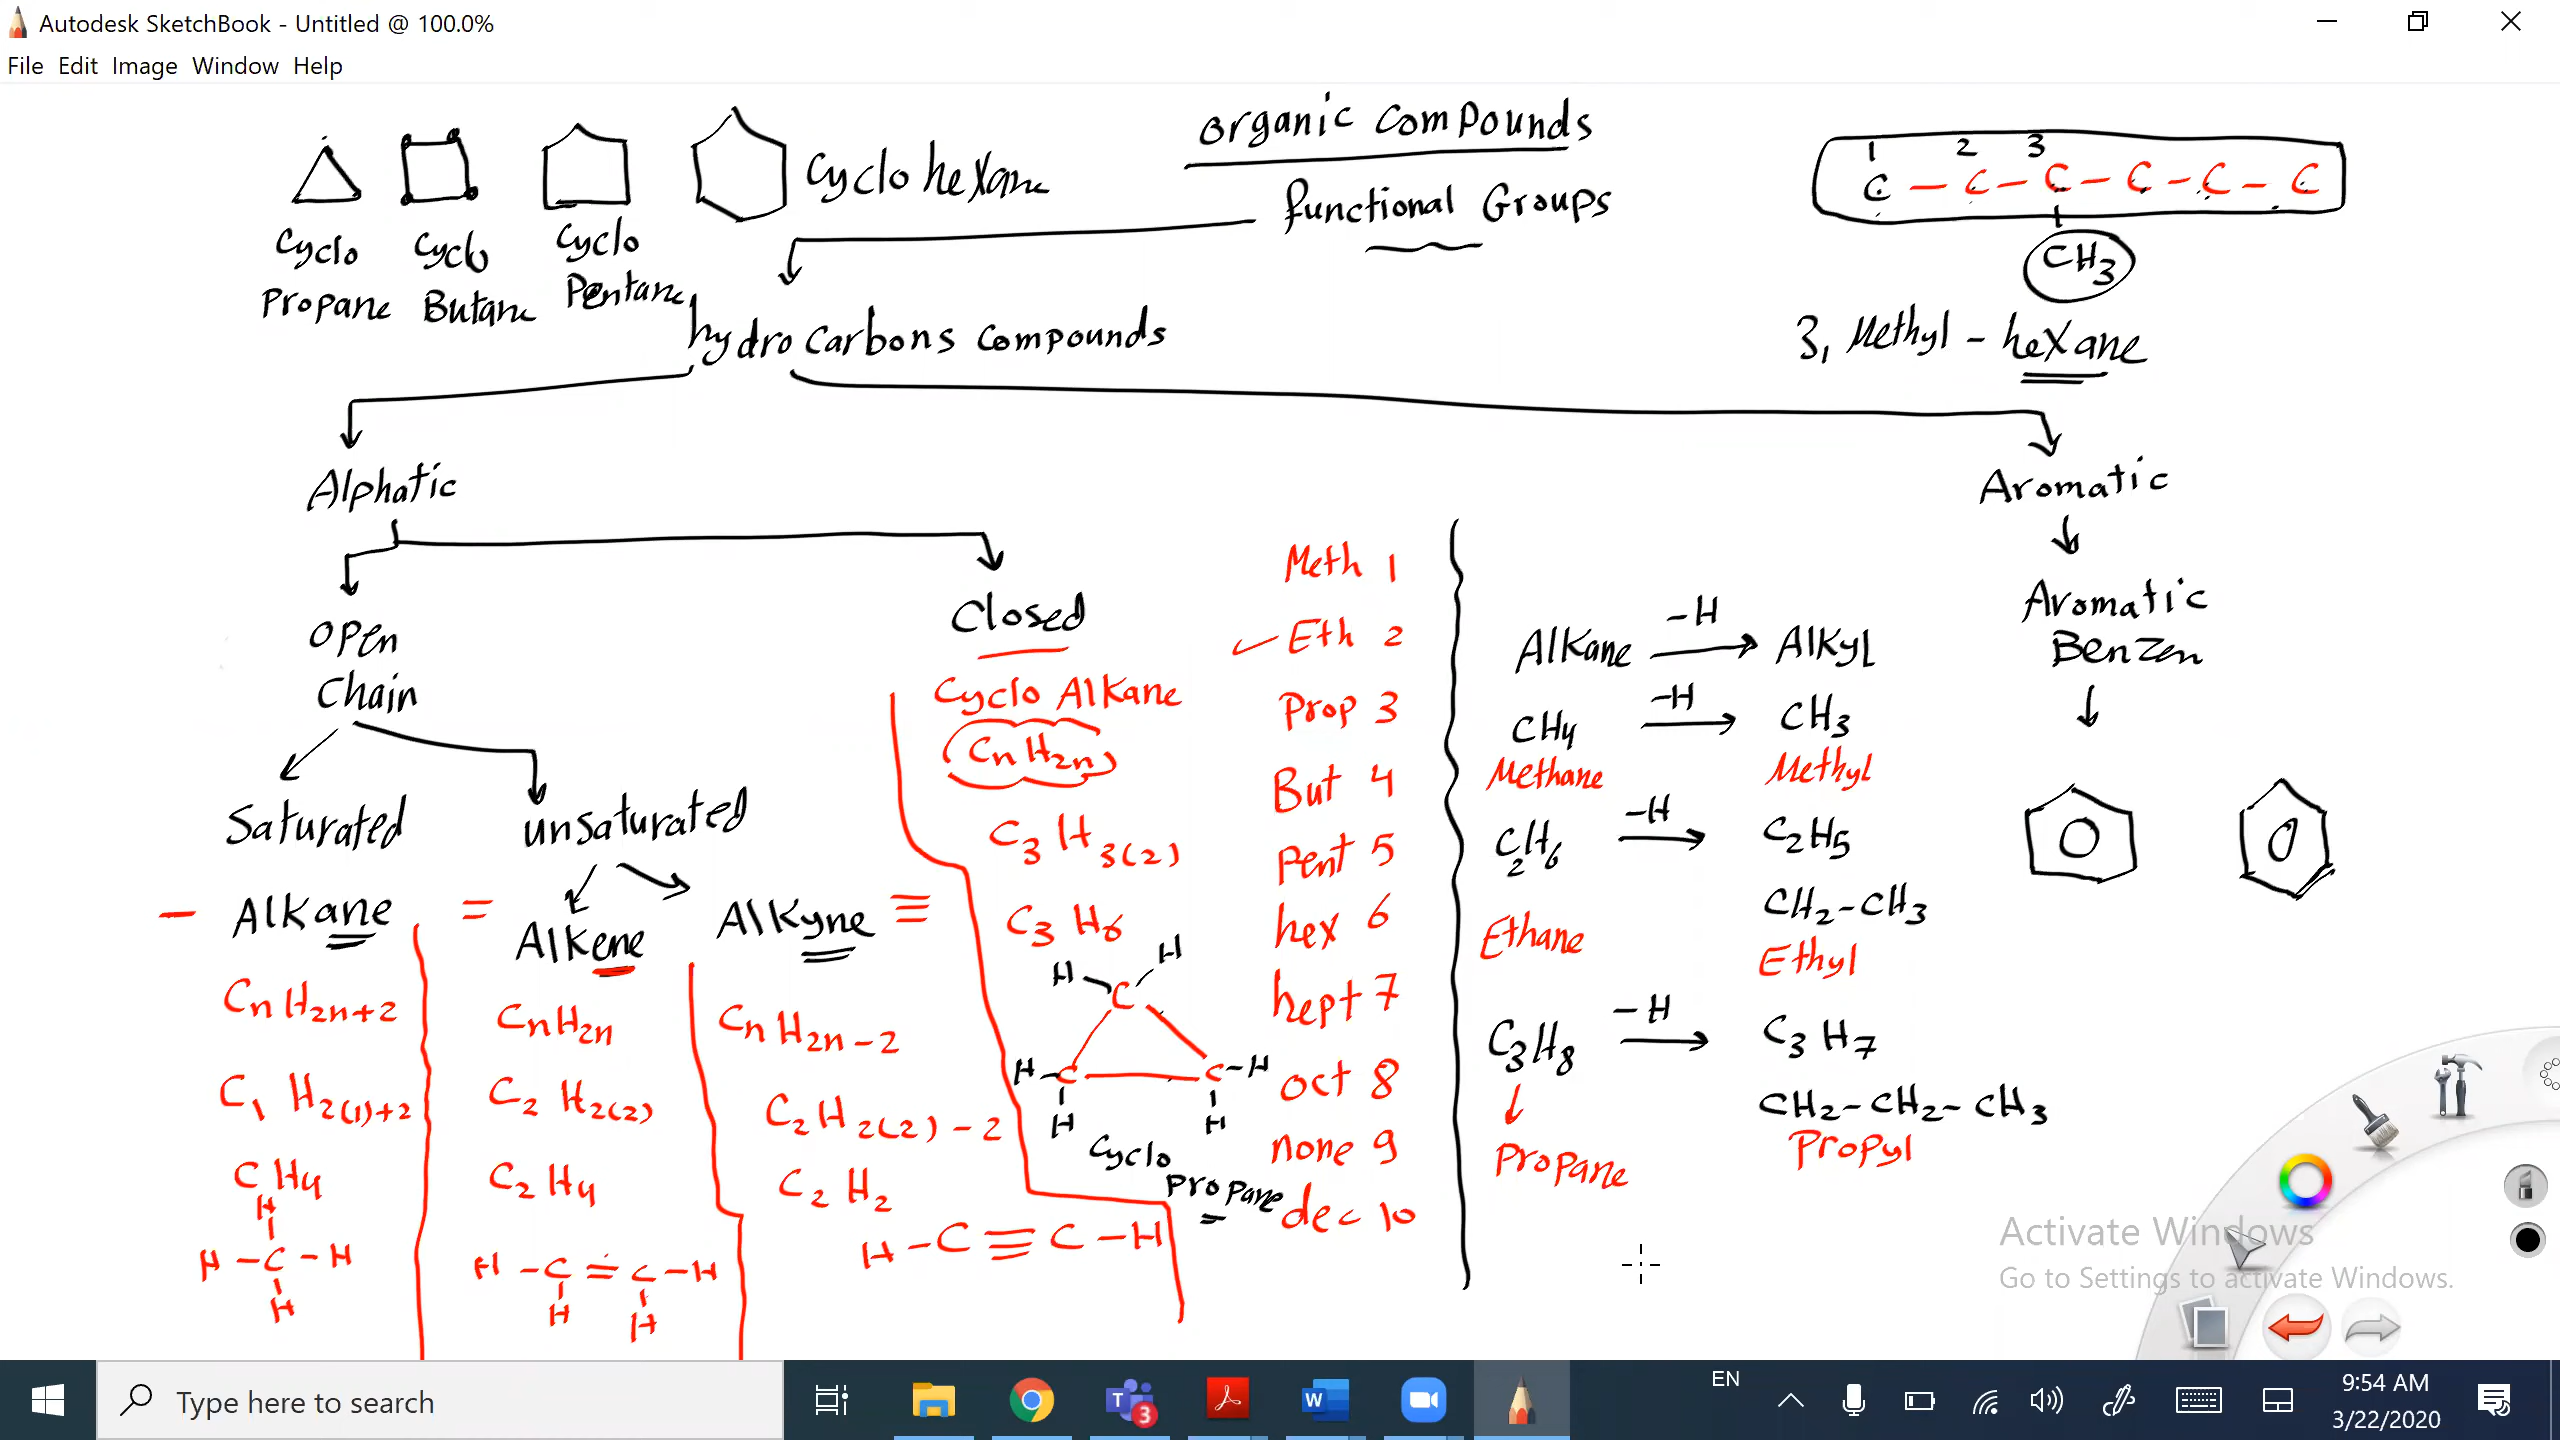 Autodesk SketchBook - Untitled @ 100.0%
File Edit Image Window Help
organic compounds
functional Groups
Cyclo Propane
Cyclo Butane
Cyclo Pentane
Cyclo hexane
1 2 3
C - C - C - C - C - C
CH3
3, Methyl - hexane
hydro carbons compounds
Alphatic
Aromatic
Open Chain
Closed
Aromatic Benzen
Saturated
unsaturated
- Alkane
= Alkene
Alkyne ≡
CnH2n+2
C1 H2(1)+2
CH4
H
H - C - H
H
CnH2n
C2 H2(2)
C2 H4
H - C = C - H
H H
CnH2n-2
C2H2(2)-2
C2 H2
H - C ≡ C - H
Cyclo Alkane
(CnH2n)
C3 H3(2)
C3 H6
H H
C
H - C C - H
H H
Cyclo Propane
Meth 1
Eth 2
Prop 3
But 4
Pent 5
hex 6
hept 7
oct 8
none 9
dec 10
Alkane -H Alkyl
CH4 -H CH3
Methane Methyl
C2H6 -H C2H5
CH2-CH3
Ethane Ethyl
C3H8 -H C3H7
CH2-CH2-CH3
Propane Propyl
Activate Windows
Go to Settings to activate Windows.
Type here to search
T 3
W
EN
9:54 AM
3/22/2020